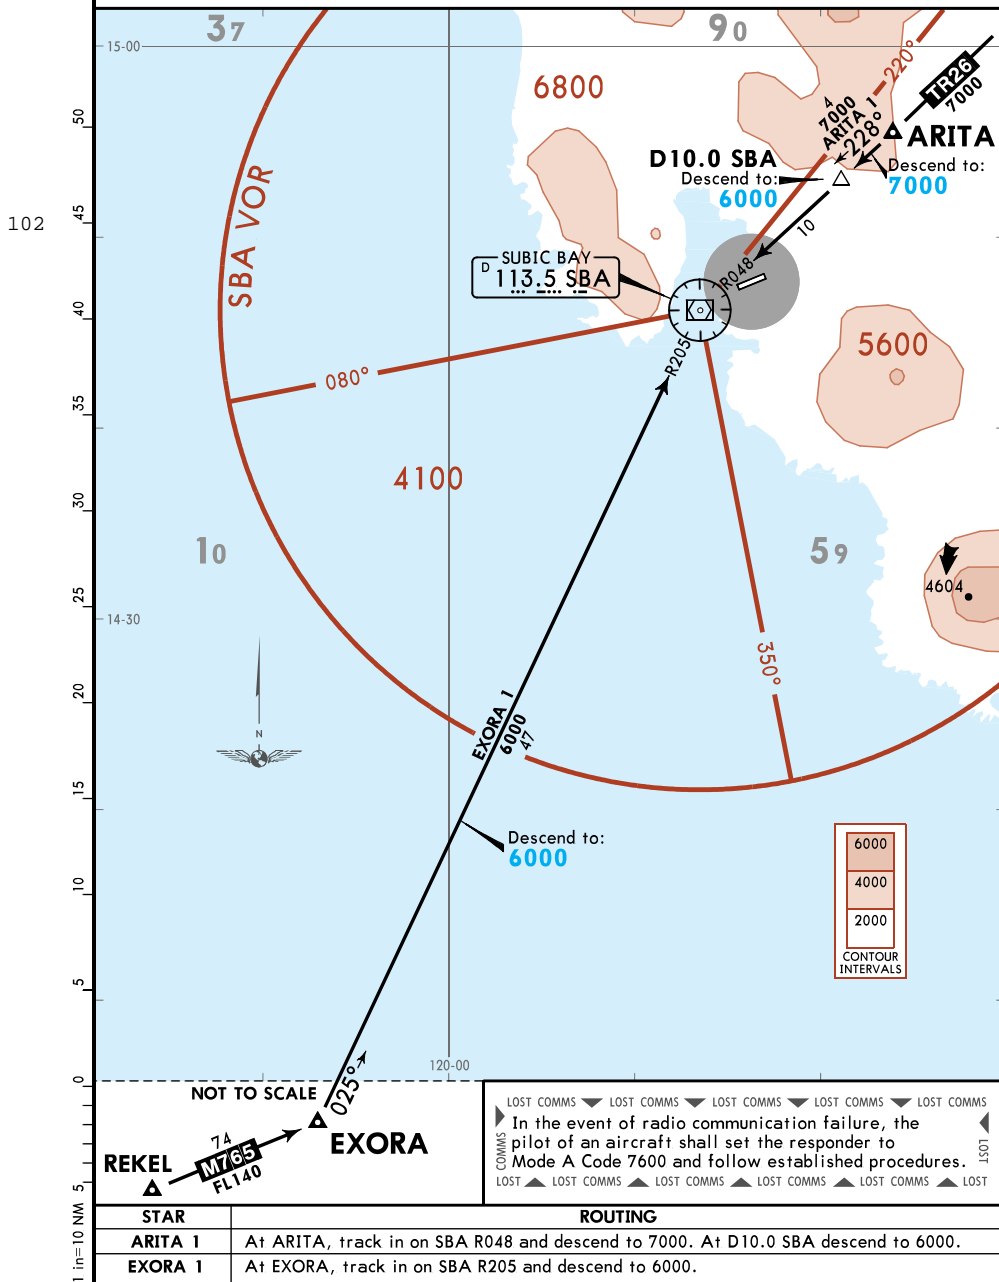 37
90
15-00
6800
220°
TR26
7000
4
7000
ARITA 1
228°
ARITA
50
D10.0 SBA
Descend to:
6000
Descend to:
7000
SBA VOR
102
45
10
SUBIC BAY
D 113.5 SBA
R048
40
R205
5600
080°
35
4100
30
10
59
4604
25
14-30
350°
20
N
EXORA 1
6000
47
15
Descend to:
6000
10
6000
4000
2000
CONTOUR
INTERVALS
5
120-00
0
NOT TO SCALE
025°
EXORA
74
M765
FL140
REKEL
5
1 in=10 NM
LOST COMMS LOST COMMS LOST COMMS LOST COMMS LOST COMMS
COMMS
In the event of radio communication failure, the
pilot of an aircraft shall set the responder to
Mode A Code 7600 and follow established procedures.
LOST
LOST COMMS LOST COMMS LOST COMMS LOST COMMS LOST
STAR ROUTING
ARITA 1 At ARITA, track in on SBA R048 and descend to 7000. At D10.0 SBA descend to 6000.
EXORA 1 At EXORA, track in on SBA R205 and descend to 6000.